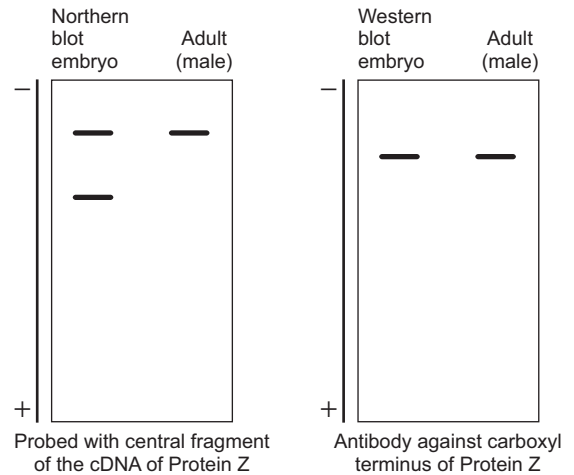 Northern
blot
embryo
Adult
(male)
−
+
Probed with central fragment
of the cDNA of Protein Z
Western
blot
embryo
Adult
(male)
−
+
Antibody against carboxyl
terminus of Protein Z